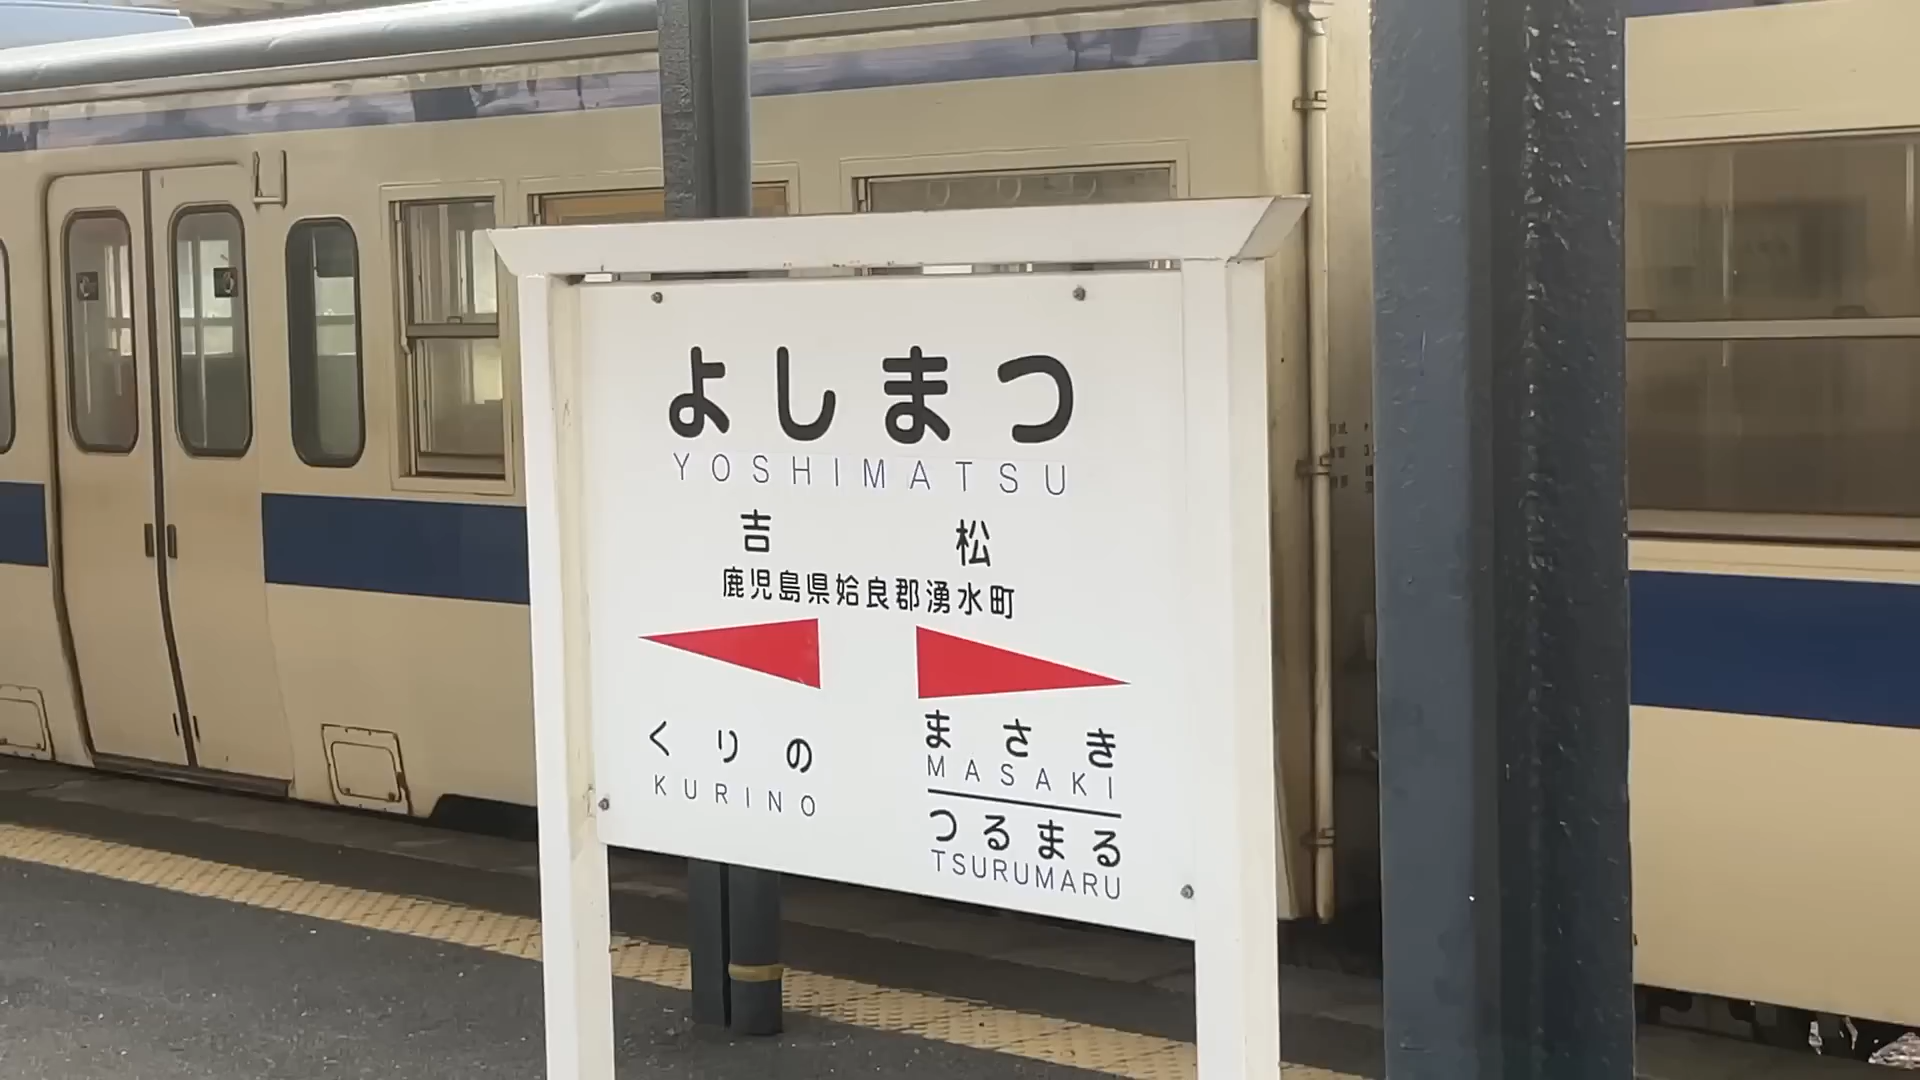 よしまつ
YOSHIMATSU
吉松
鹿児島県姶良郡湧水町
くりの
KURINO
まさき
MASAKI
つるまる
TSURUMARU